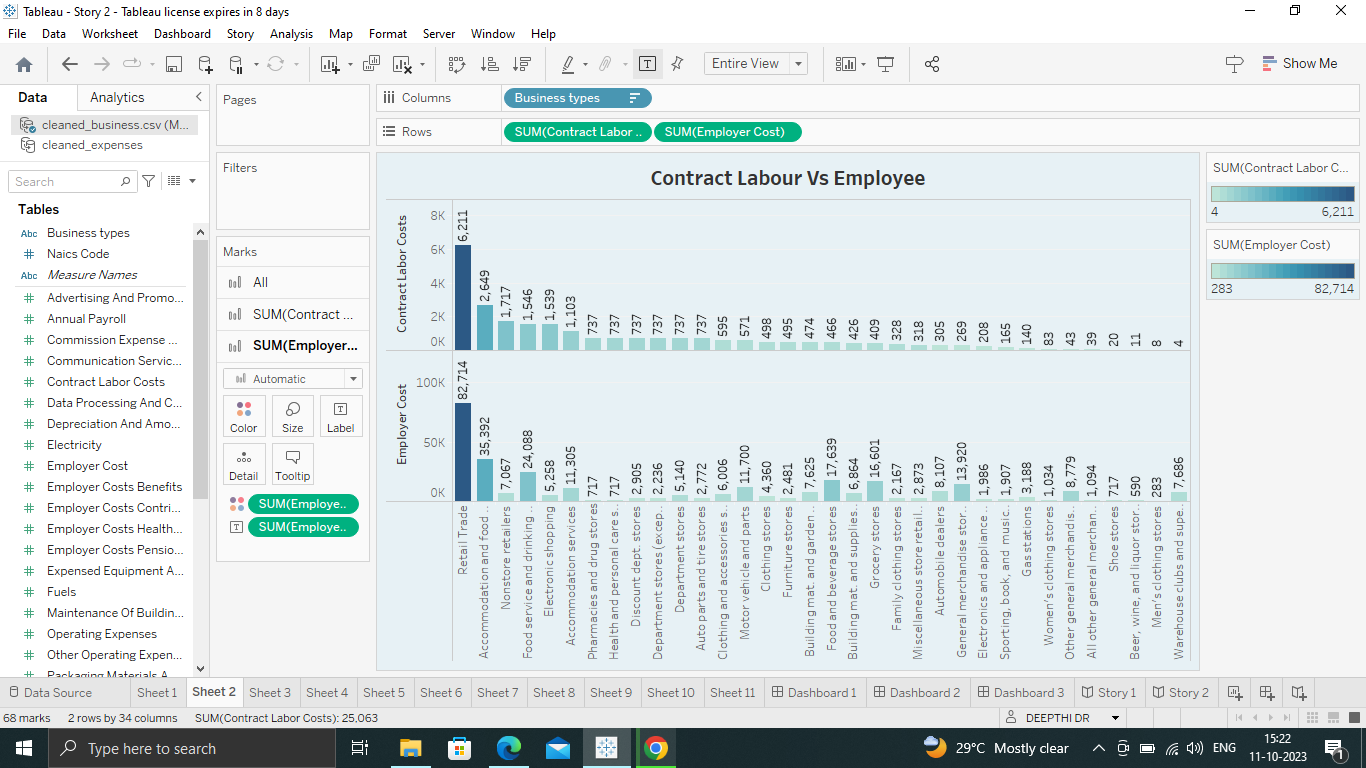 Tableau - Story 2 - Tableau license expires in 8 days
File Data Worksheet Dashboard Story Analysis Map Format Server Window Help
Entire View
Show Me
Data Analytics
cleaned_business.csv (M...
cleaned_expenses
Search
Tables
Abc Business types
# Naics Code
Abc Measure Names
# Advertising And Promo...
# Annual Payroll
# Commission Expense ...
# Communication Servic...
# Contract Labor Costs
# Data Processing And C...
# Depreciation And Amo...
# Electricity
# Employer Cost
# Employer Costs Benefits
# Employer Costs Contri...
# Employer Costs Health...
# Employer Costs Pensio...
# Expensed Equipment A...
# Fuels
# Maintenance Of Buildin...
# Operating Expenses
# Other Operating Expen...
# Packaging Materials A...
Pages
Filters
Marks
All
SUM(Contract ...
SUM(Employer...
Automatic
Color Size Label
Detail Tooltip
SUM(Employe..
SUM(Employe..
Columns Business types
Rows SUM(Contract Labor .. SUM(Employer Cost)
Contract Labour Vs Employee
Contract Labor Costs
8K
6K
4K
2K
0K
6,211 2,649 1,717 1,546 1,539 1,103 737 737 737 737 737 737 595 571 498 495 474 466 426 409 328 318 305 269 208 165 140 83 43 39 20 11 8 4
Employer Cost
100K
50K
0K
82,714 35,392 7,067 24,088 5,258 11,305 717 717 2,905 2,236 5,140 2,772 6,006 11,700 4,360 2,481 7,625 17,639 6,864 16,601 2,167 2,873 8,107 13,920 1,986 1,907 3,188 1,034 8,779 1,094 717 590 283 7,686
Retail Trade
Accommodation and food ..
Nonstore retailers
Food service and drinking ..
Electronic shopping
Accommodation services
Pharmacies and drug stores
Health and personal care s..
Discount dept. stores
Department stores (excep..
Department stores
Auto parts and tire stores
Clothing and accessories s..
Motor vehicle and parts
Clothing stores
Furniture stores
Building mat. and garden ..
Food and beverage stores
Building mat. and supplies..
Grocery stores
Family clothing stores
Miscellaneous store retail..
Automobile dealers
General merchandise stor..
Electronics and appliance ..
Sporting, book, and music..
Gas stations
Women's clothing stores
Other general merchandis..
All other general merchan..
Shoe stores
Beer, wine, and liquor stor..
Men's clothing stores
Warehouse clubs and supe..
SUM(Contract Labor C...
4 6,211
SUM(Employer Cost)
283 82,714
Data Source Sheet 1 Sheet 2 Sheet 3 Sheet 4 Sheet 5 Sheet 6 Sheet 7 Sheet 8 Sheet 9 Sheet 10 Sheet 11 Dashboard 1 Dashboard 2 Dashboard 3 Story 1 Story 2
68 marks 2 rows by 34 columns SUM(Contract Labor Costs): 25,063 DEEPTHI DR
Type here to search
29°C Mostly clear
ENG
15:22
11-10-2023
1